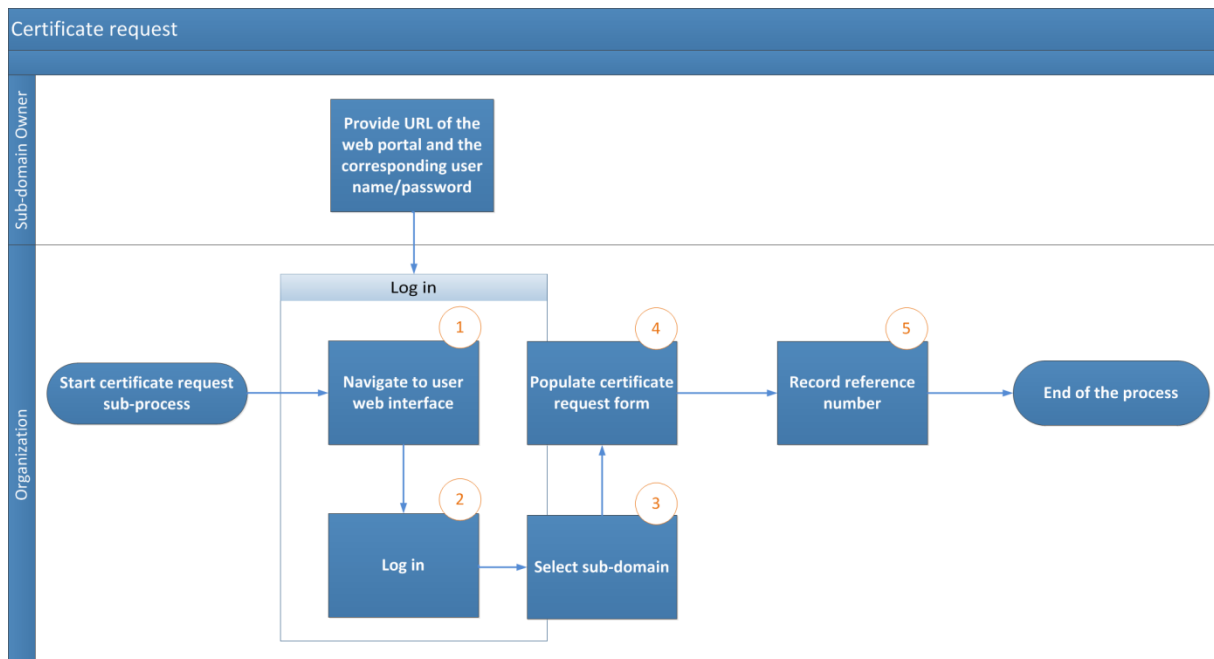 Certificate request
Sub-domain Owner
Provide URL of the
web portal and the
corresponding user
name/password
Organization
Log in
Start certificate request
sub-process
1
Navigate to user
web interface
2
Log in
3
Select sub-domain
4
Populate certificate
request form
5
Record reference
number
End of the process